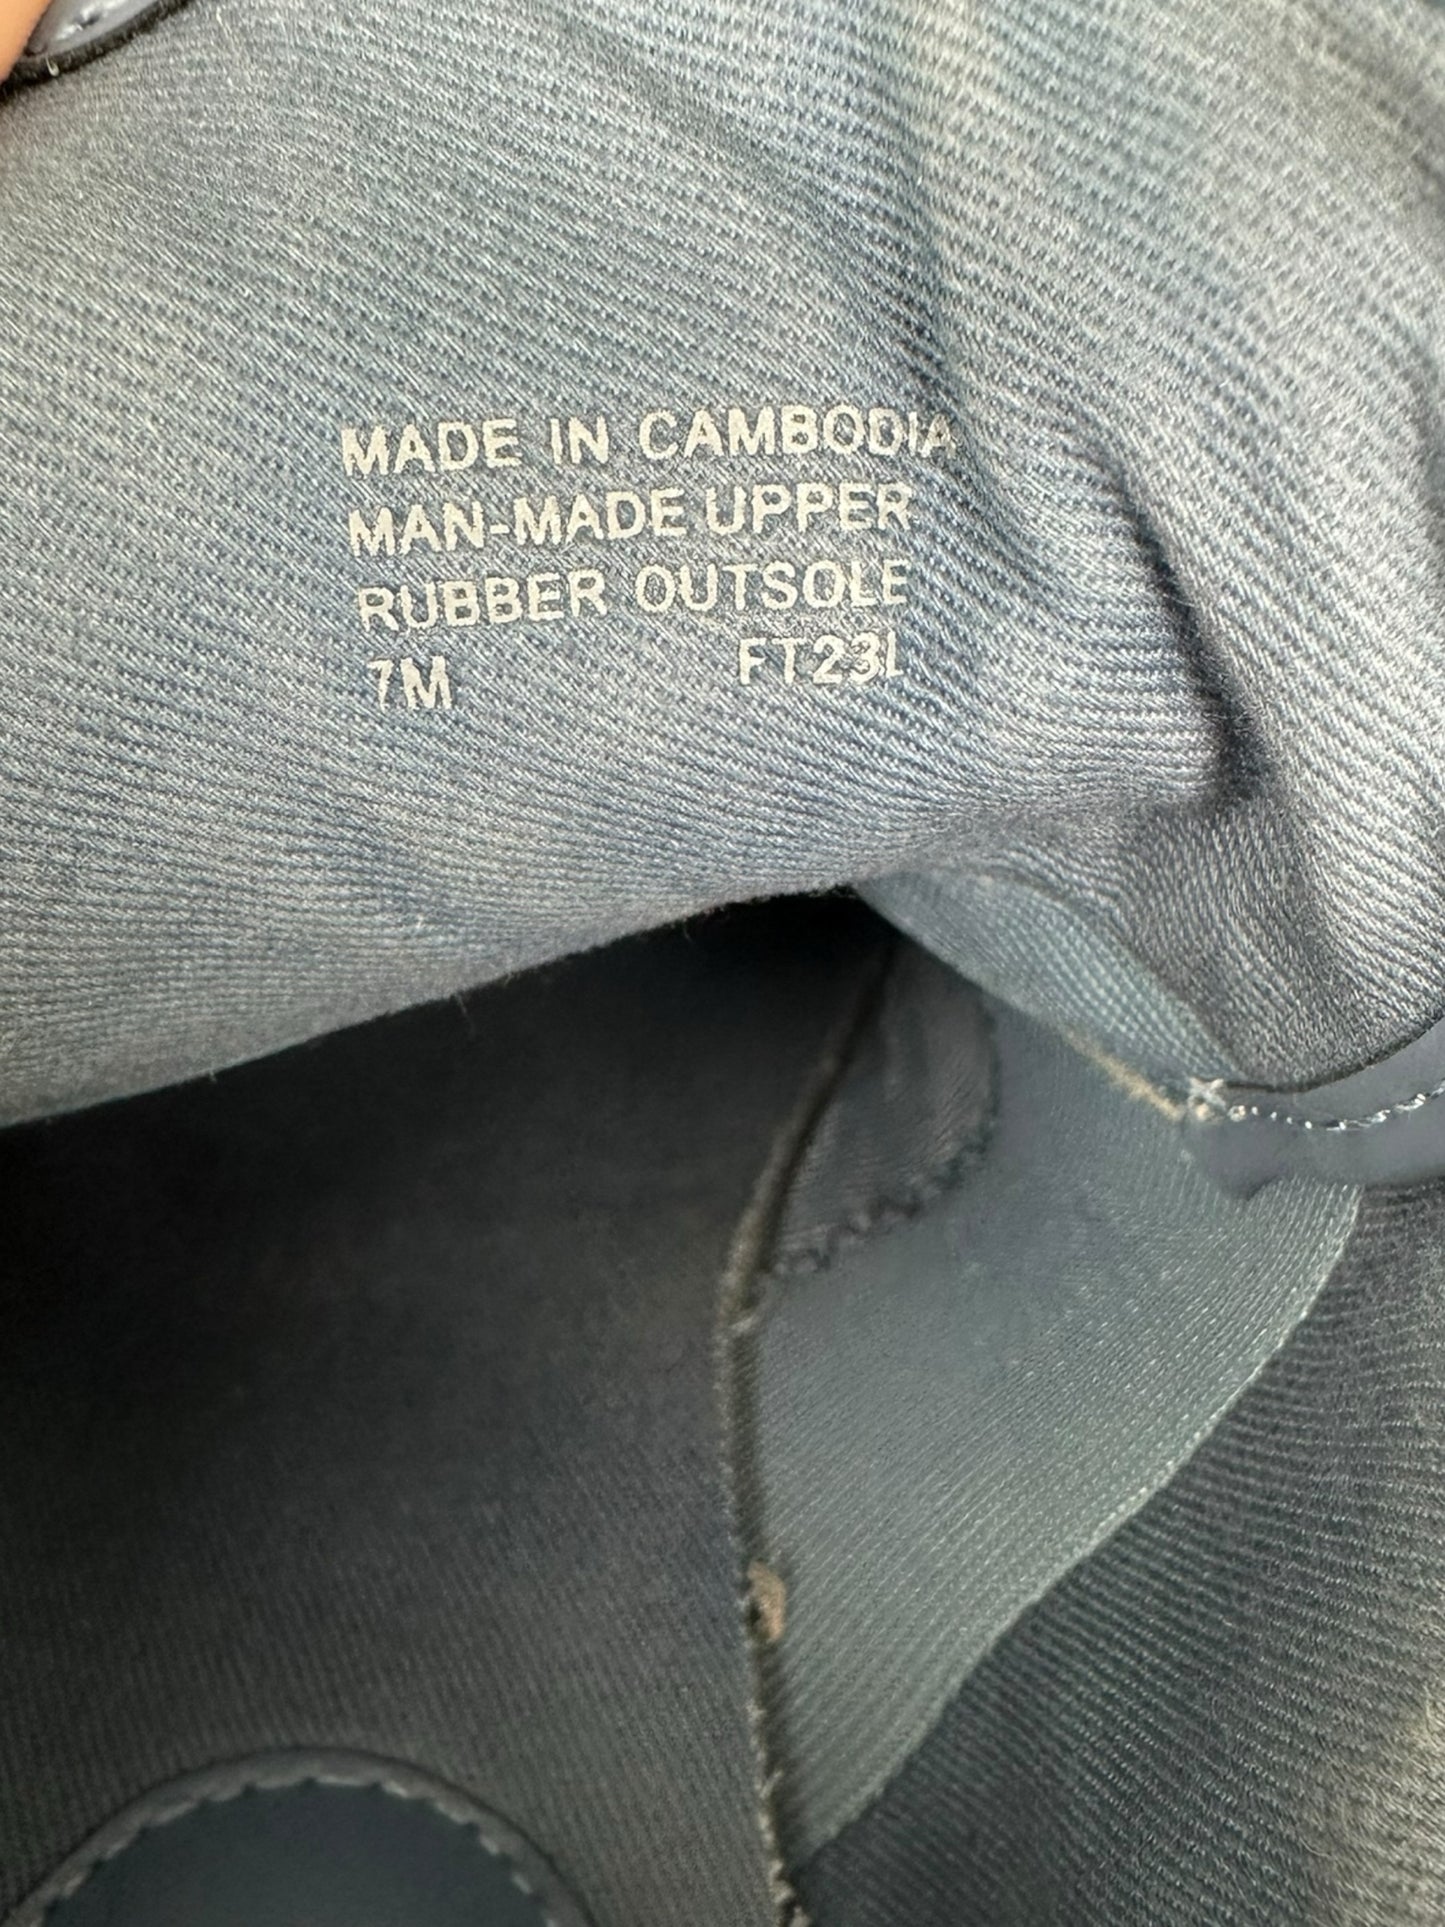 MADE IN CAMBODIA
MAN-MADE UPPER
RUBBER OUTSOLE
7M FT23L